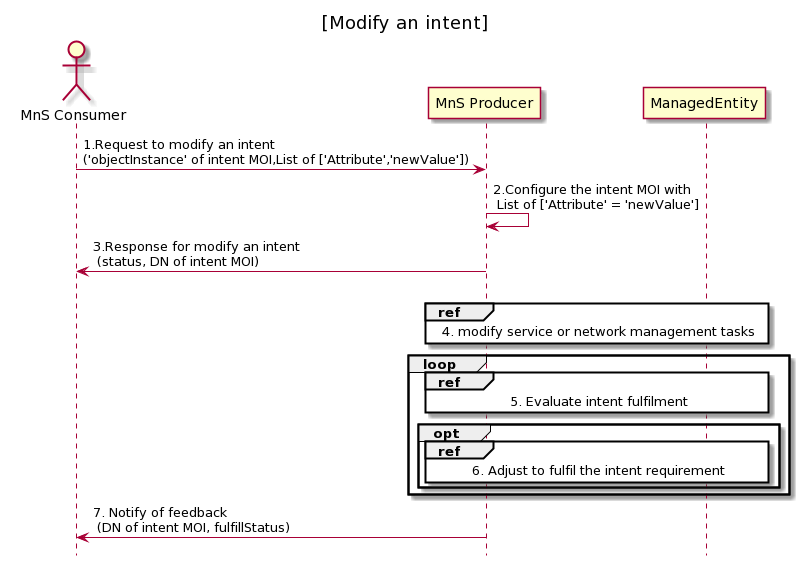 [Modify an intent]
MnS Consumer
MnS Producer
ManagedEntity
1.Request to modify an intent
('objectInstance' of intent MOI,List of ['Attribute','newValue'])
2.Configure the intent MOI with
List of ['Attribute' = 'newValue']
3.Response for modify an intent
(status, DN of intent MOI)
ref
4. modify service or network management tasks
loop
ref
5. Evaluate intent fulfilment
opt
ref
6. Adjust to fulfil the intent requirement
7. Notify of feedback
(DN of intent MOI, fulfillStatus)